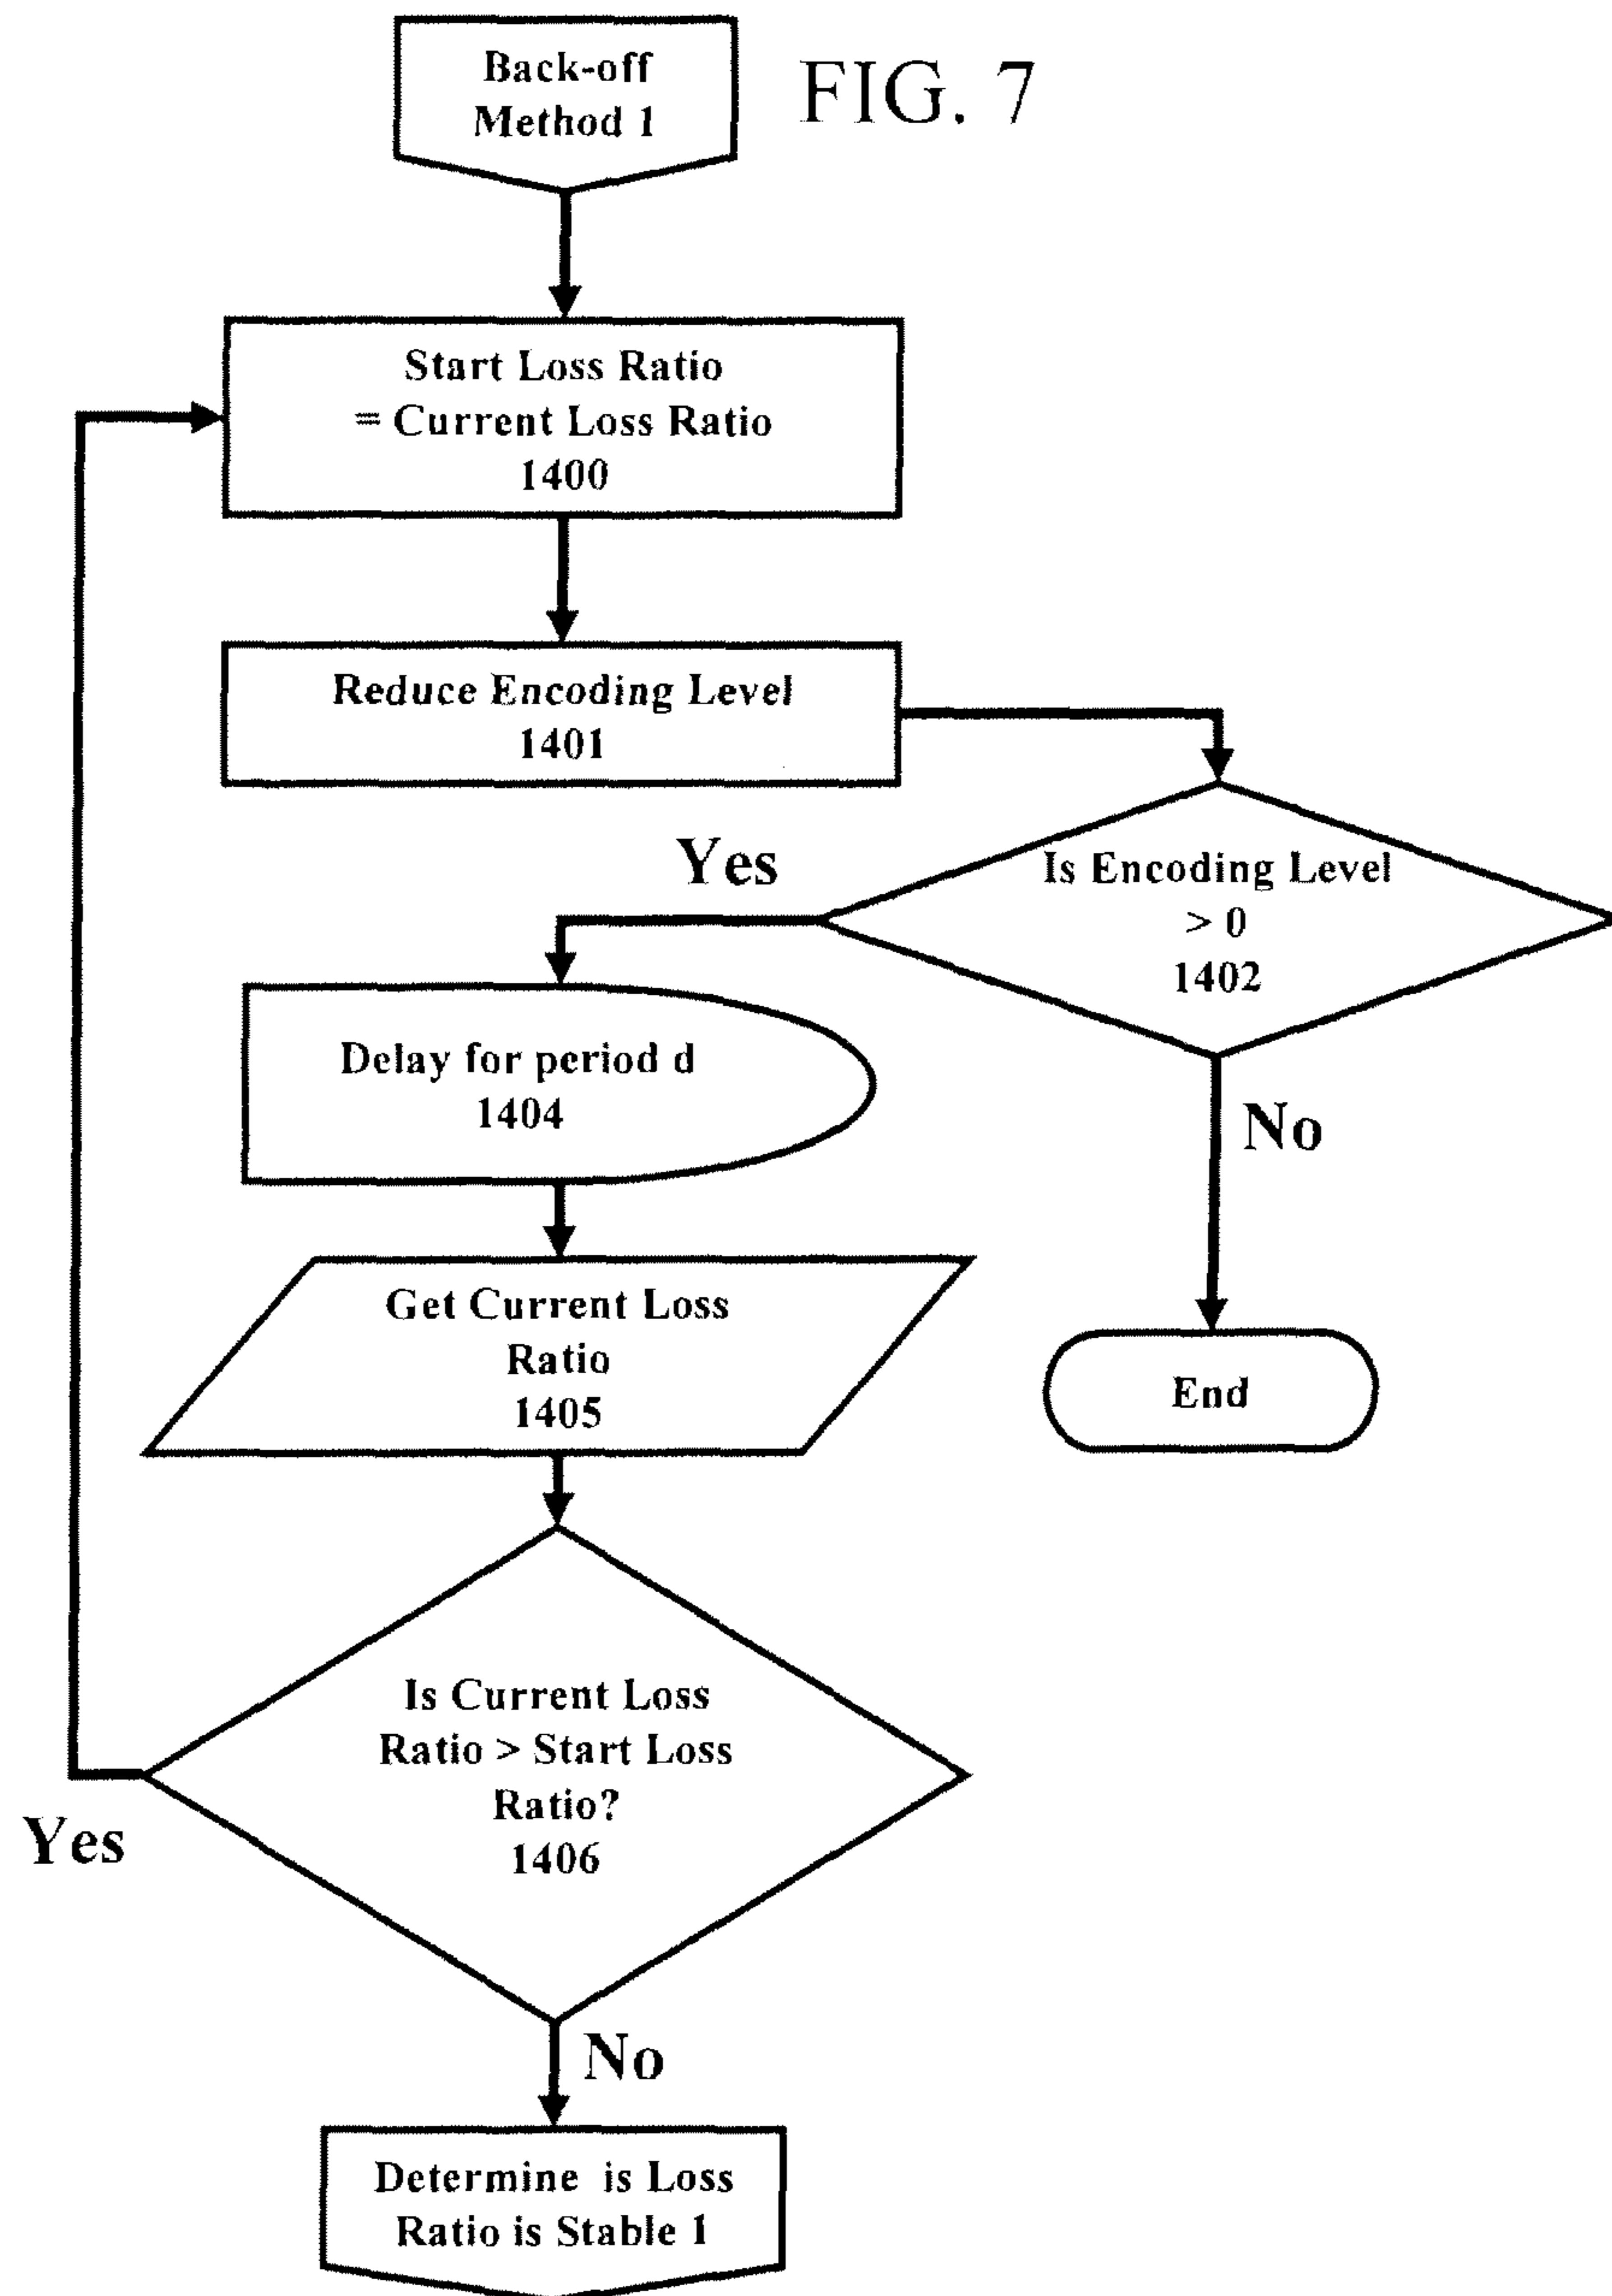 Back-off
Method 1
FIG. 7
Start Loss Ratio
= Current Loss Ratio
1400
Reduce Encoding Level
1401
Yes
Is Encoding Level
> 0
1402
Delay for period d
1404
No
Get Current Loss
Ratio
1405
End
Is Current Loss
Ratio > Start Loss
Ratio?
1406
Yes
No
Determine is Loss
Ratio is Stable 1